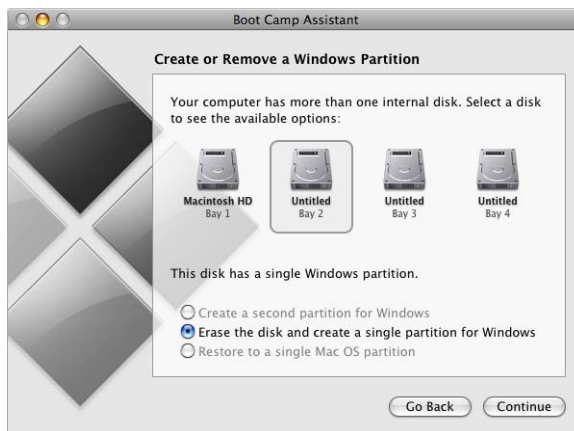 Boot Camp Assistant
Create or Remove a Windows Partition
Your computer has more than one internal disk. Select a disk
to see the available options:
Macintosh HD
Bay 1
Untitled
Bay 2
Untitled
Bay 3
Untitled
Bay 4
This disk has a single Windows partition.
Create a second partition for Windows
Erase the disk and create a single partition for Windows
Restore to a single Mac OS partition
Go Back
Continue